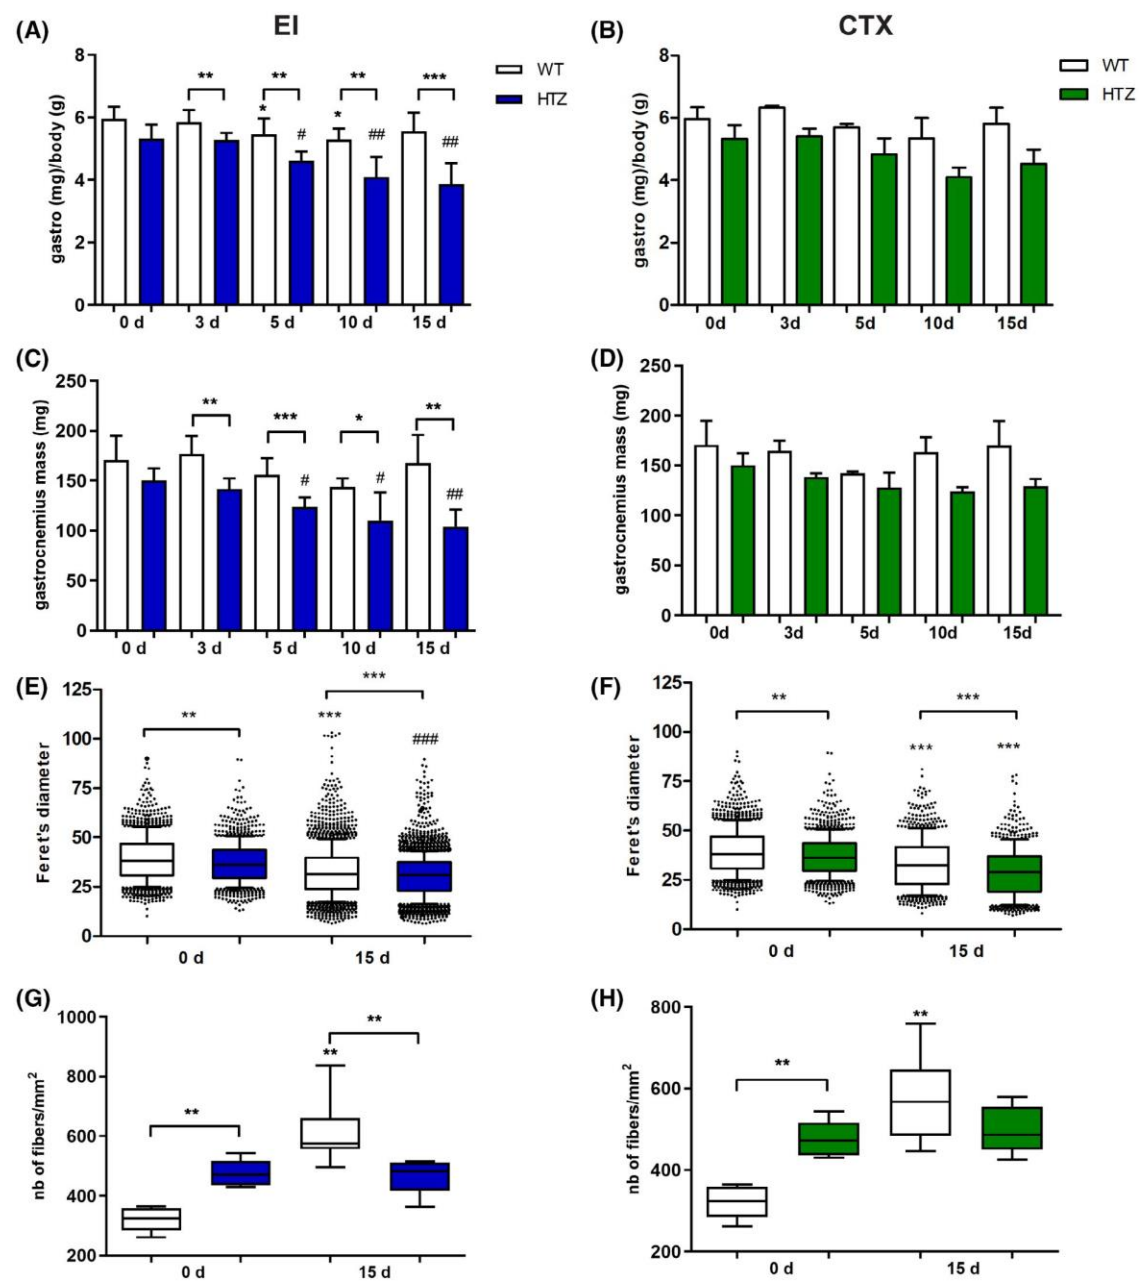 EI
CTX
(A)
gastro (mg)/body (g)
8
6
4
2
0
** ** ** ***
* # * ## ##
0 d 3 d 5 d 10 d 15 d
WT
HTZ
(B)
gastro (mg)/body (g)
8
6
4
2
0
0d 3d 5d 10d 15d
WT
HTZ
(C)
gastrocnemius mass (mg)
250
200
150
100
50
0
** *** * **
# # ##
0 d 3 d 5 d 10 d 15 d
(D)
gastrocnemius mass (mg)
250
200
150
100
50
0
0d 3d 5d 10d 15d
(E)
Feret's diameter
125
100
75
50
25
0
** ***
*** ###
0 d 15 d
(F)
Feret's diameter
125
100
75
50
25
0
** ***
*** ***
0 d 15 d
(G)
nb of fibers/mm2
1000
800
600
400
200
** **
**
0 d 15 d
(H)
nb of fibers/mm2
800
600
400
200
**
**
0 d 15 d